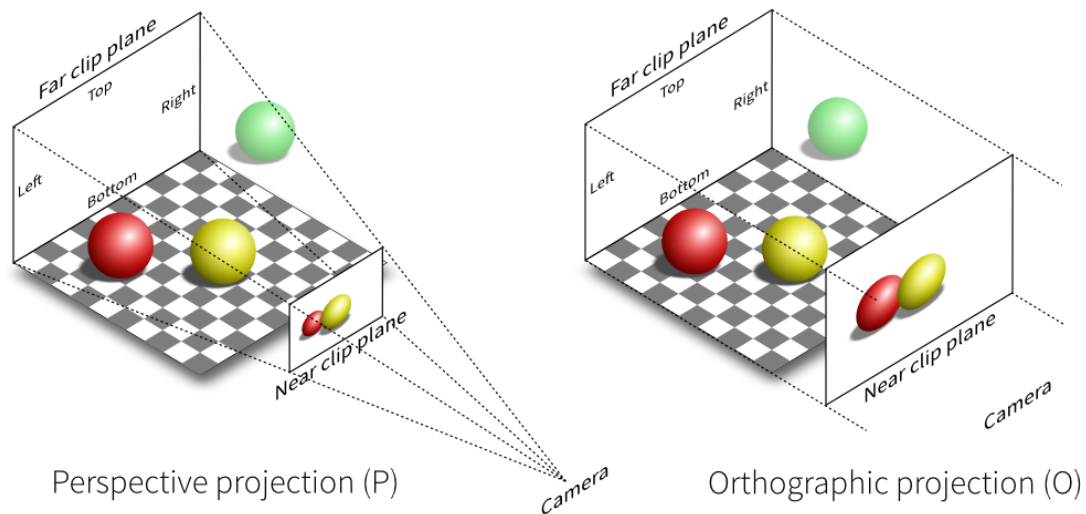 Far clip plane
Top
Right
Left
Bottom
Near clip plane
Camera
Perspective projection (P)
Far clip plane
Top
Right
Left
Bottom
Near clip plane
Camera
Orthographic projection (O)